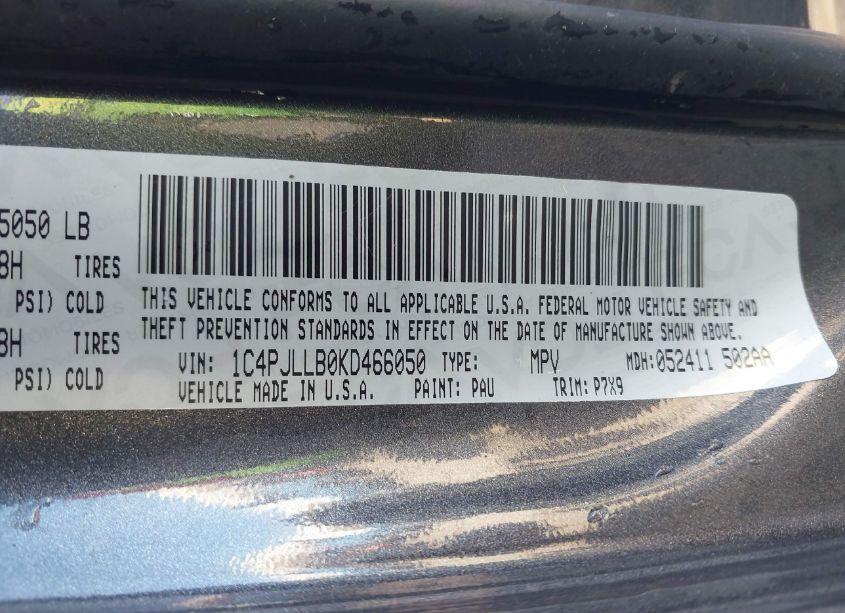 5050 LB
8H TIRES
PSI) COLD
8H TIRES
PSI) COLD
THIS VEHICLE CONFORMS TO ALL APPLICABLE U.S.A. FEDERAL MOTOR VEHICLE SAFETY AND
THEFT PREVENTION STANDARDS IN EFFECT ON THE DATE OF MANUFACTURE SHOWN ABOVE.
VIN: 1C4PJLLB0KD466050 TYPE: MPV MDH:052411 502AA
VEHICLE MADE IN U.S.A. PAINT: PAU TRIM: P7X9